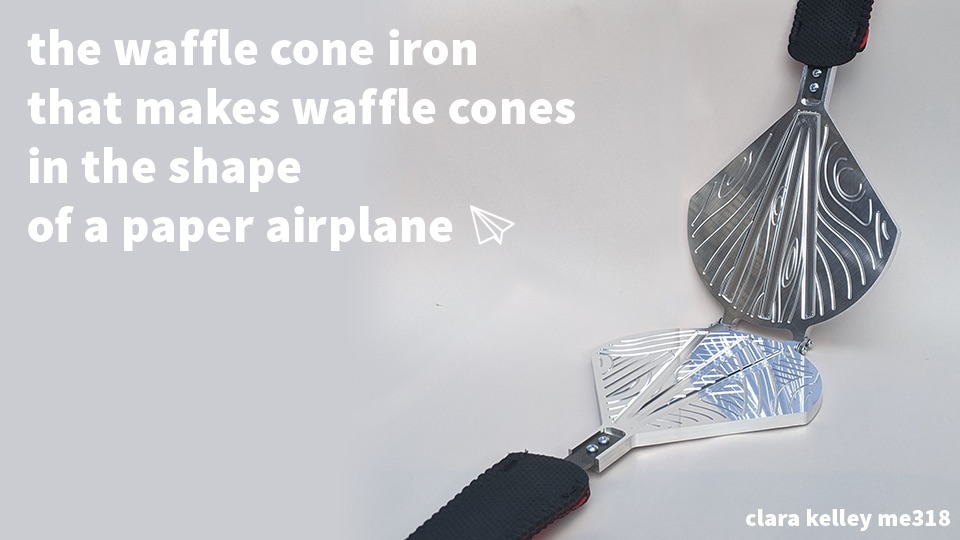 the waffle cone iron
that makes waffle cones
in the shape
of a paper airplane
clara kelley me318